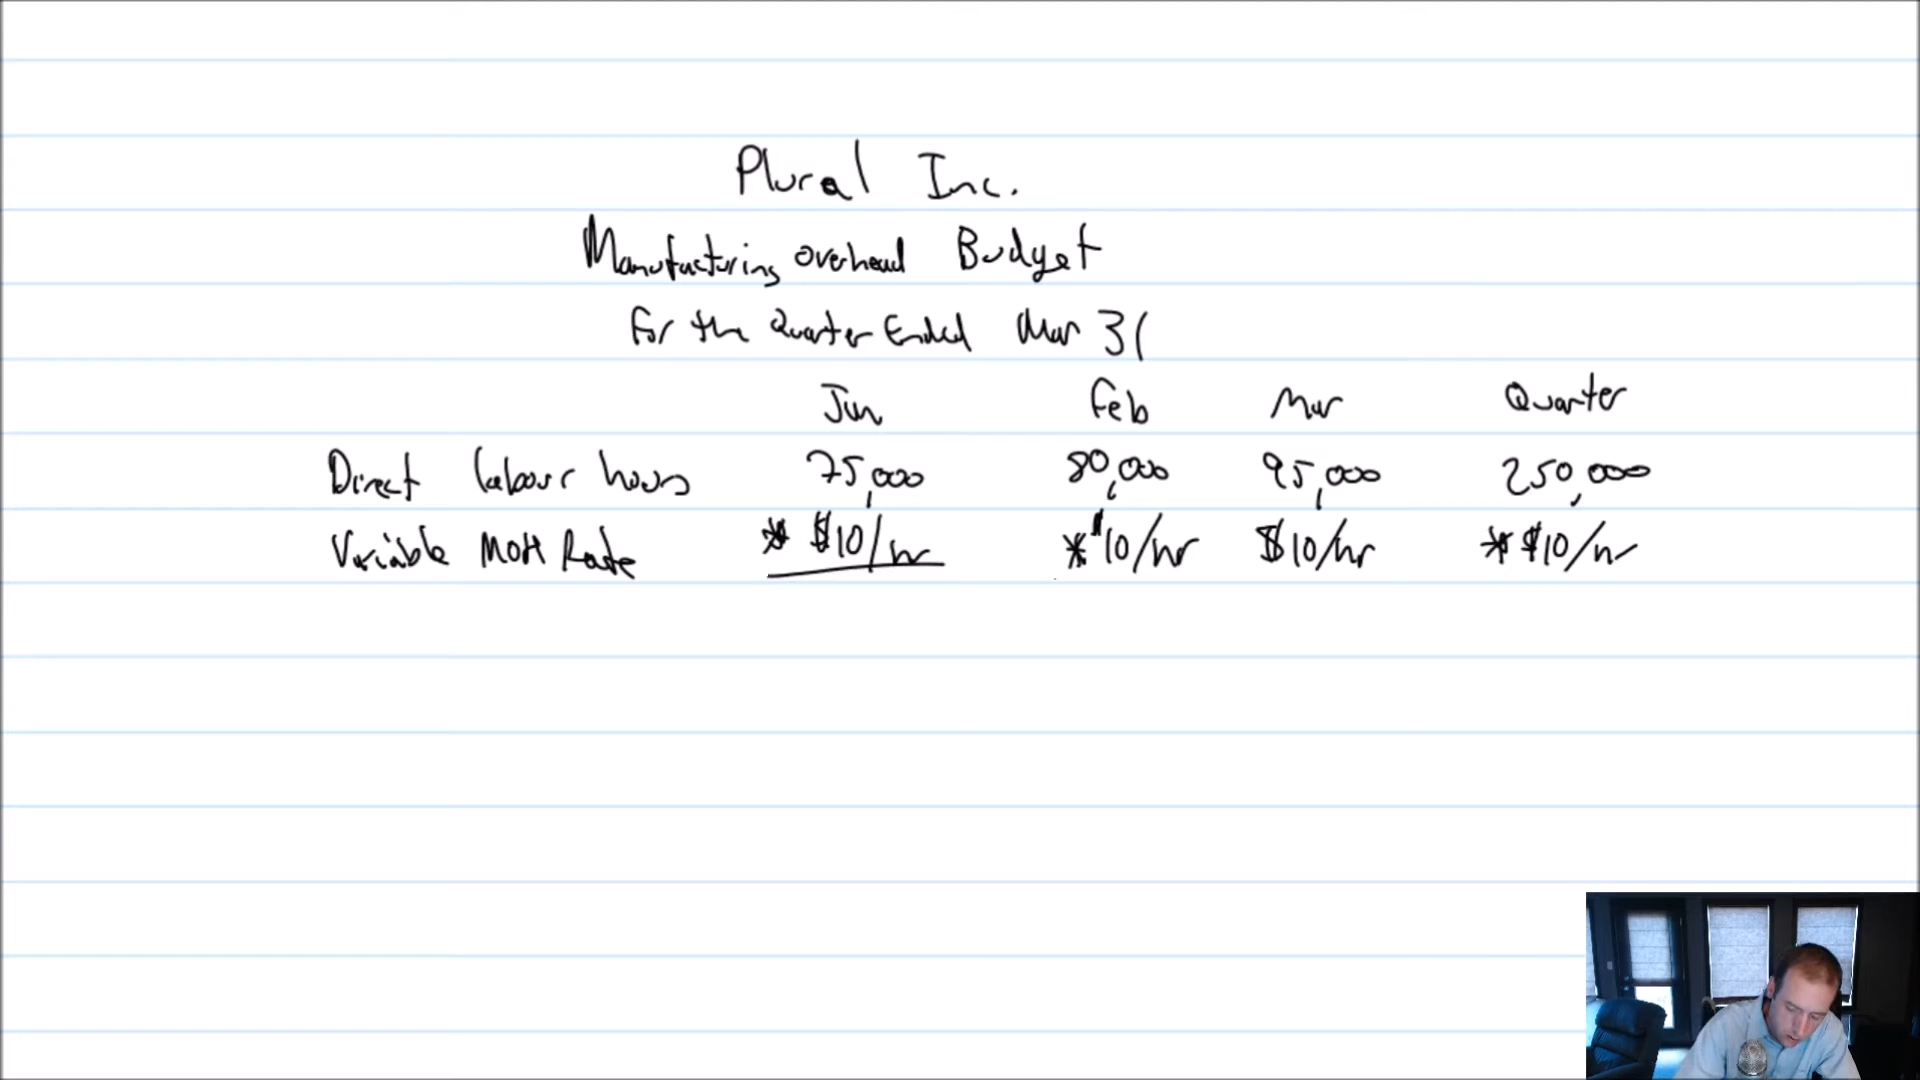 Plural Inc.
Manufacturing overhead Budget
For the Quarter Ended Mar 31
Jan Feb Mar Quarter
Direct labour hours 75,000 80,000 95,000 250,000
Variable MOH Rate * $10/hr * $10/hr $10/hr * $10/hr